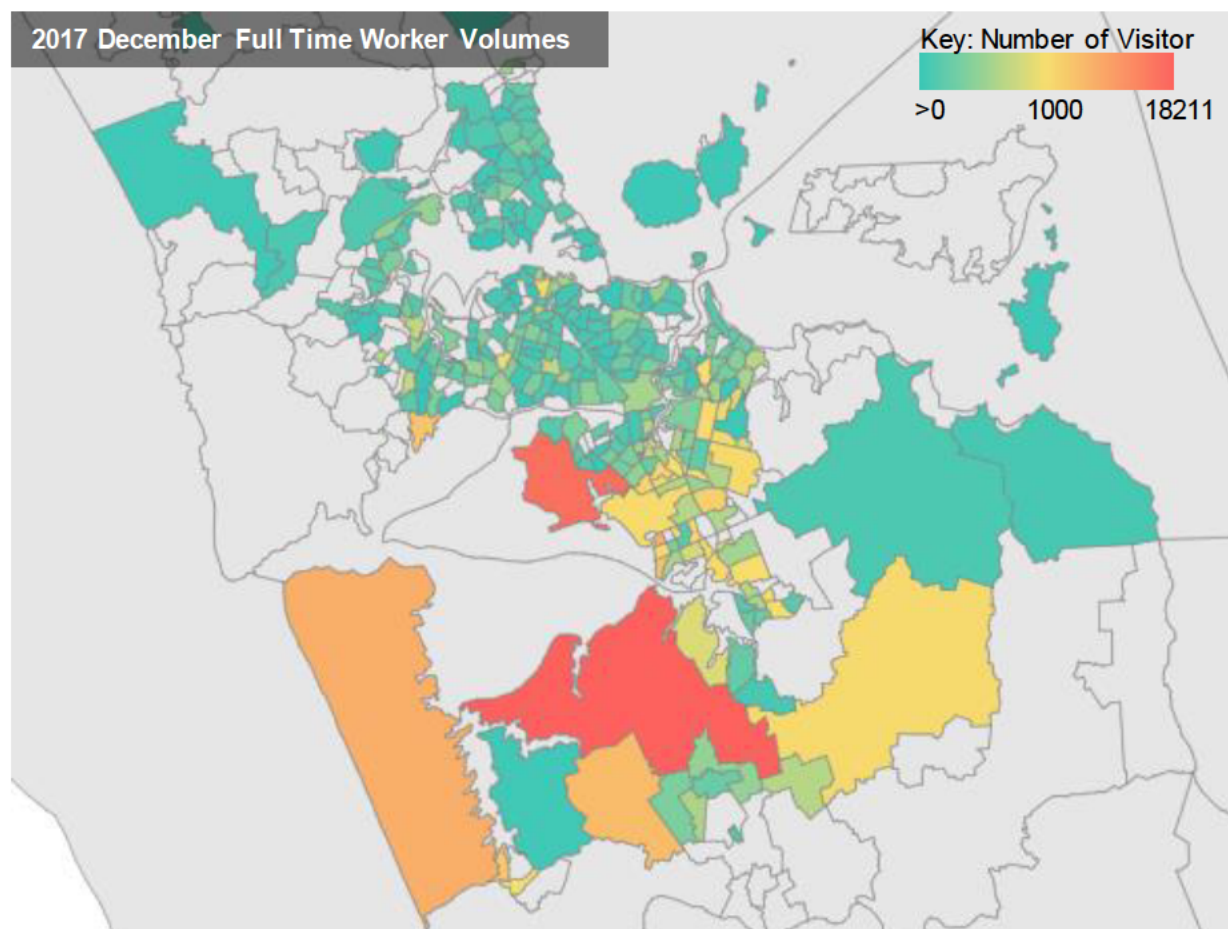 2017 December Full Time Worker Volumes
Key: Number of Visitor
>0 1000 18211